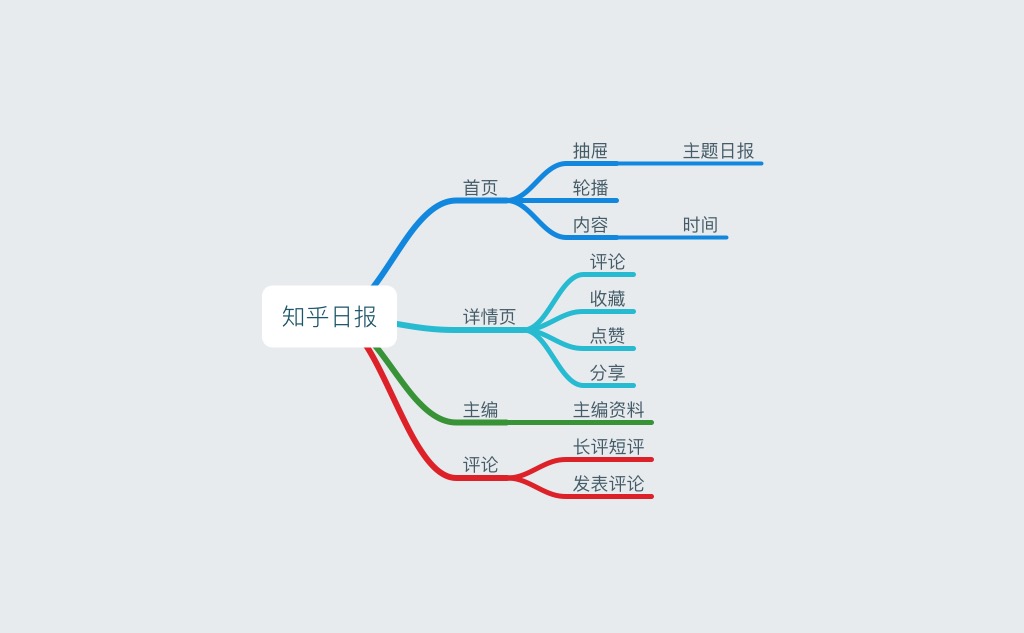 知乎日报
首页
抽屉
主题日报
轮播
内容
时间
详情页
评论
收藏
点赞
分享
主编
主编资料
评论
长评短评
发表评论